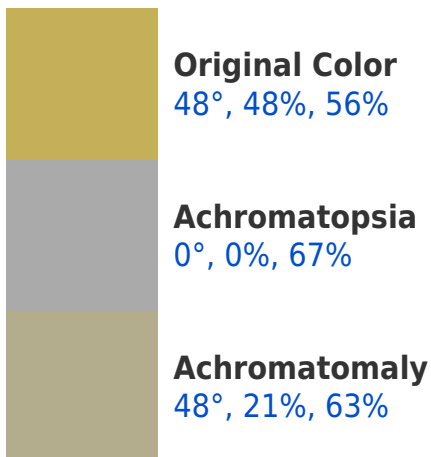 Original Color
48°, 48%, 56%
Achromatopsia
0°, 0%, 67%
Achromatomaly
48°, 21%, 63%